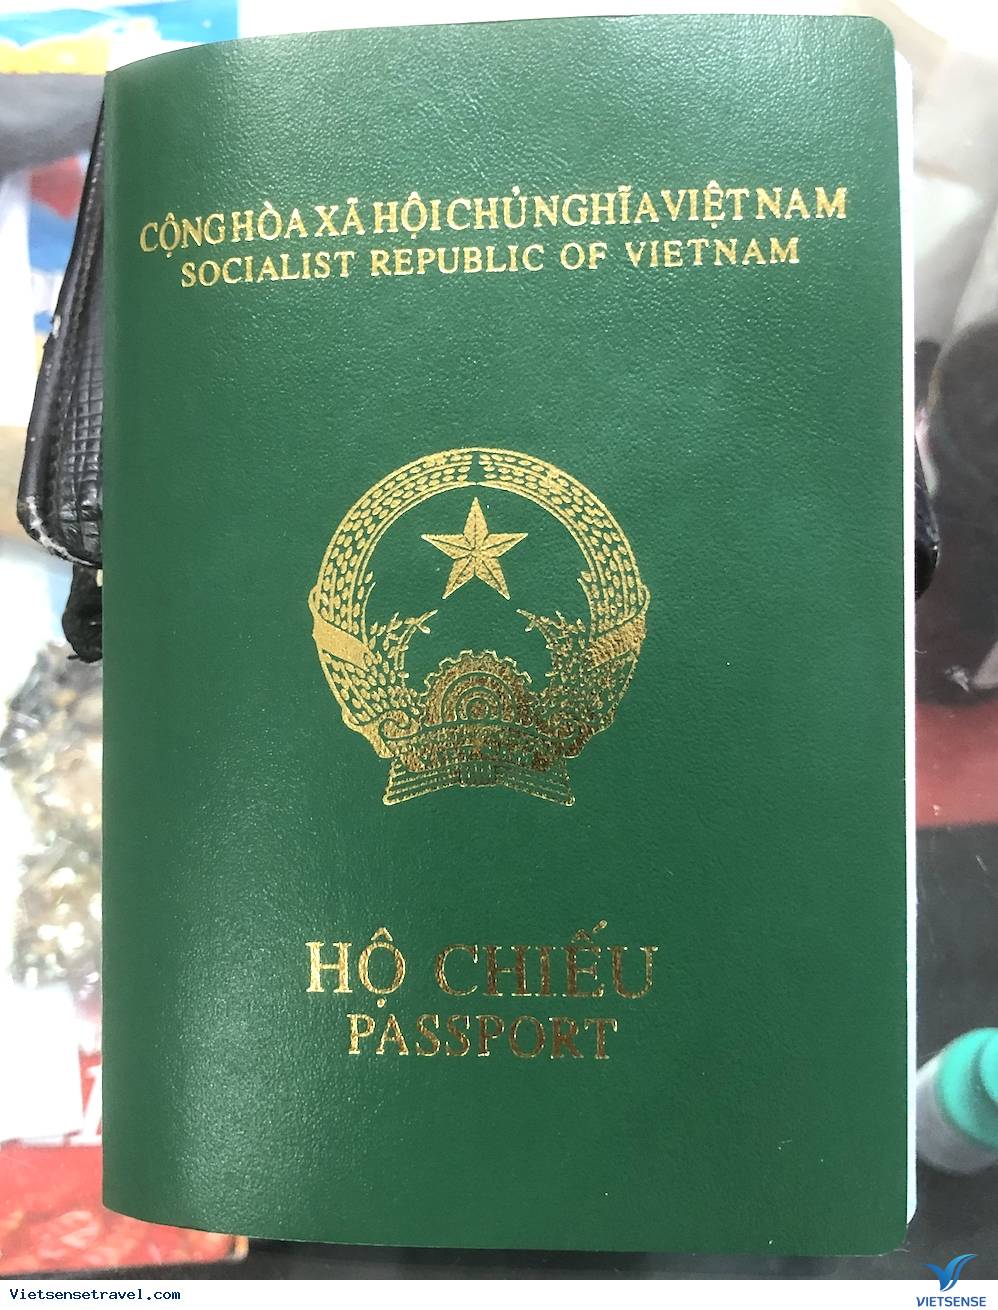 CỘNG HÒA XÃ HỘI CHỦ NGHĨA VIỆT NAM
SOCIALIST REPUBLIC OF VIETNAM
HỘ CHIẾU
PASSPORT
Vietsensetravel.com
VIETSENSE